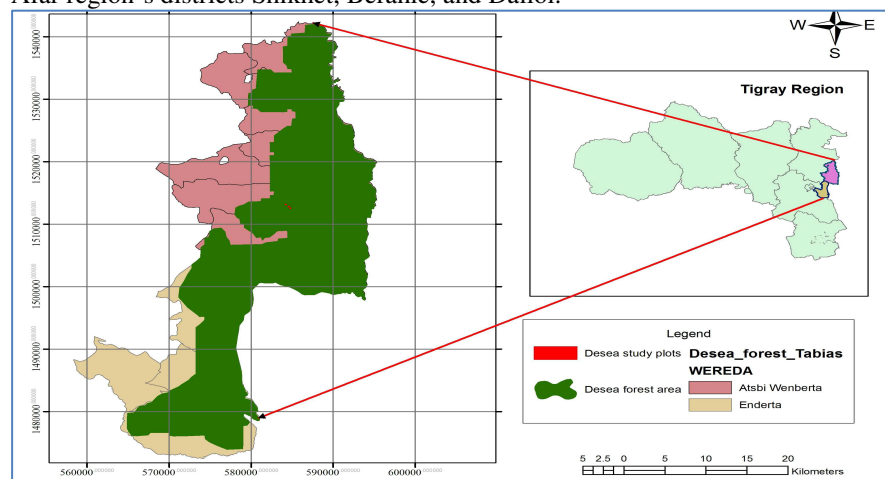 Afar region's districts Shiket, Berahle, and Dallol.
W E
S
1540000
1530000
1520000
1510000
1500000
1490000
1480000
560000 570000 580000 590000 600000
Tigray Region
Legend
Desea study plots
Desea forest area
Desea_forest_Tabias
WEREDA
Atsbi Wenberta
Enderta
5 2.5 0 5 10 15 20
Kilometers